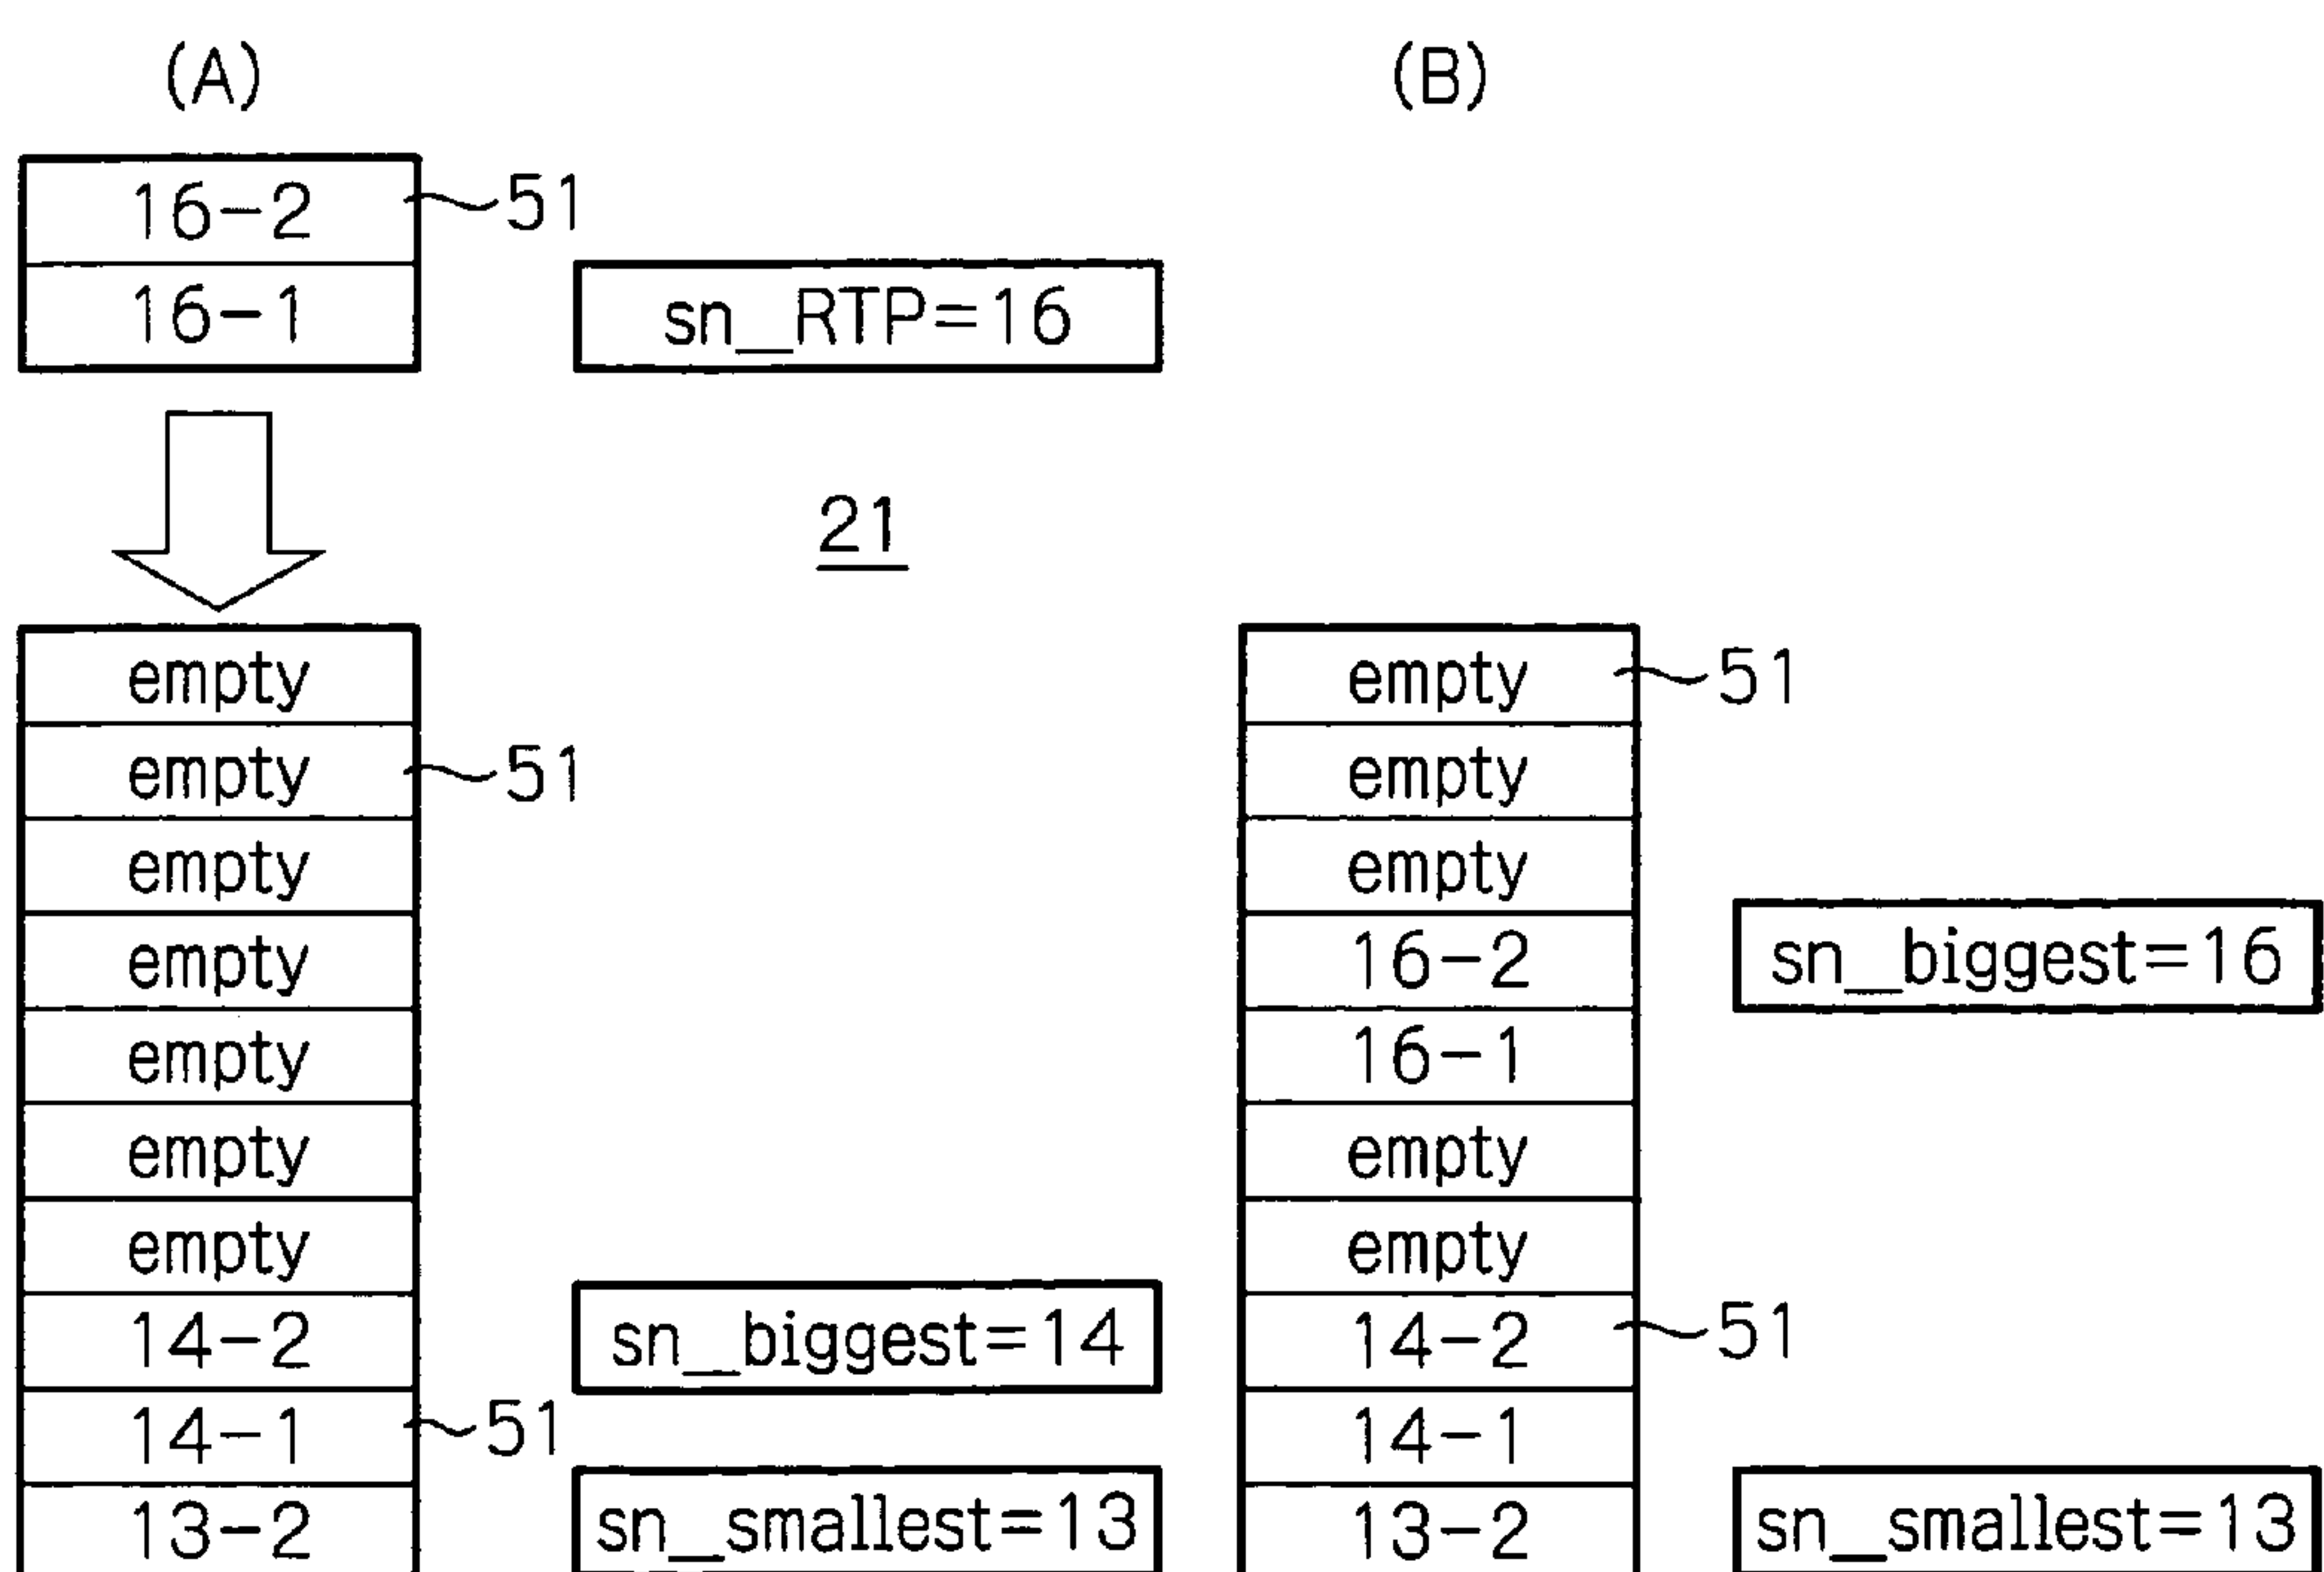 (A)
16-2
51
16-1
sn_RTP=16
21
empty
empty
51
empty
empty
empty
empty
empty
14-2
sn_biggest=14
14-1
51
13-2
sn_smallest=13
(B)
empty
51
empty
empty
16-2
sn_biggest=16
16-1
empty
empty
14-2
51
14-1
13-2
sn_smallest=13